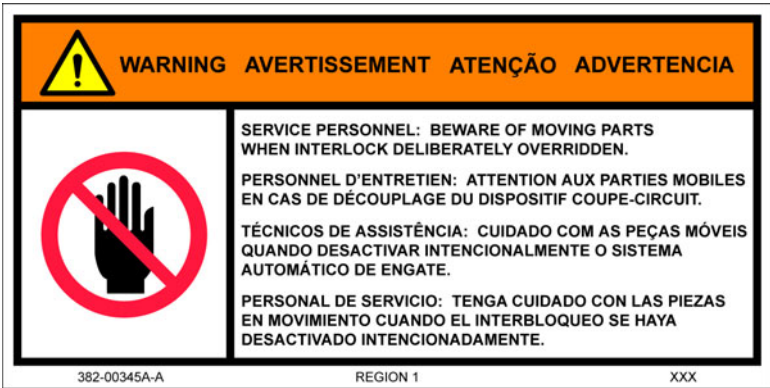 WARNING AVERTISSEMENT ATENÇÃO ADVERTENCIA
SERVICE PERSONNEL: BEWARE OF MOVING PARTS
WHEN INTERLOCK DELIBERATELY OVERRIDDEN.
PERSONNEL D'ENTRETIEN: ATTENTION AUX PARTIES MOBILES
EN CAS DE DÉCOUPLAGE DU DISPOSITIF COUPE-CIRCUIT.
TÉCNICOS DE ASSISTÊNCIA: CUIDADO COM AS PEÇAS MÓVEIS
QUANDO DESACTIVAR INTENCIONALMENTE O SISTEMA
AUTOMÁTICO DE ENGATE.
PERSONAL DE SERVICIO: TENGA CUIDADO CON LAS PIEZAS
EN MOVIMIENTO CUANDO EL INTERBLOQUEO SE HAYA
DESACTIVADO INTENCIONADAMENTE.
382-00345A-A REGION 1 XXX